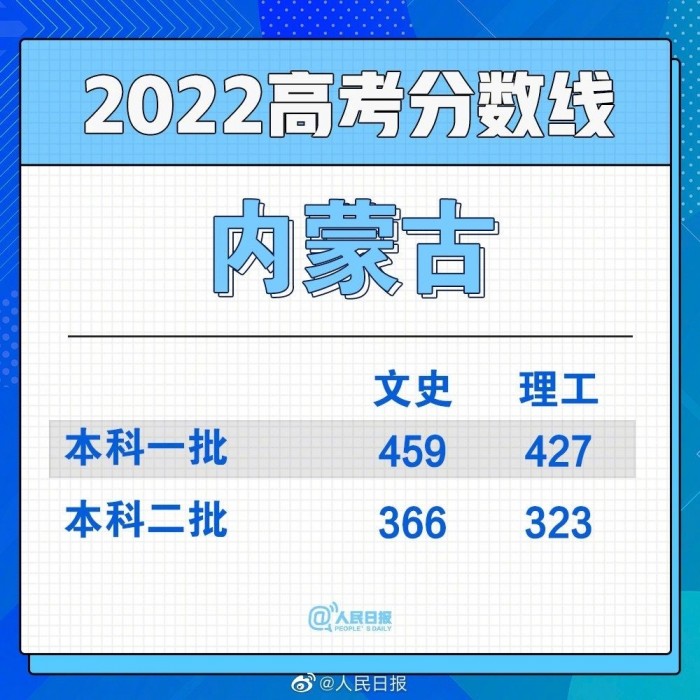 2022高考分数线
内蒙古
文史 理工
本科一批 459 427
本科二批 366 323
@人民日报
PEOPLE'S DAILY
@人民日报